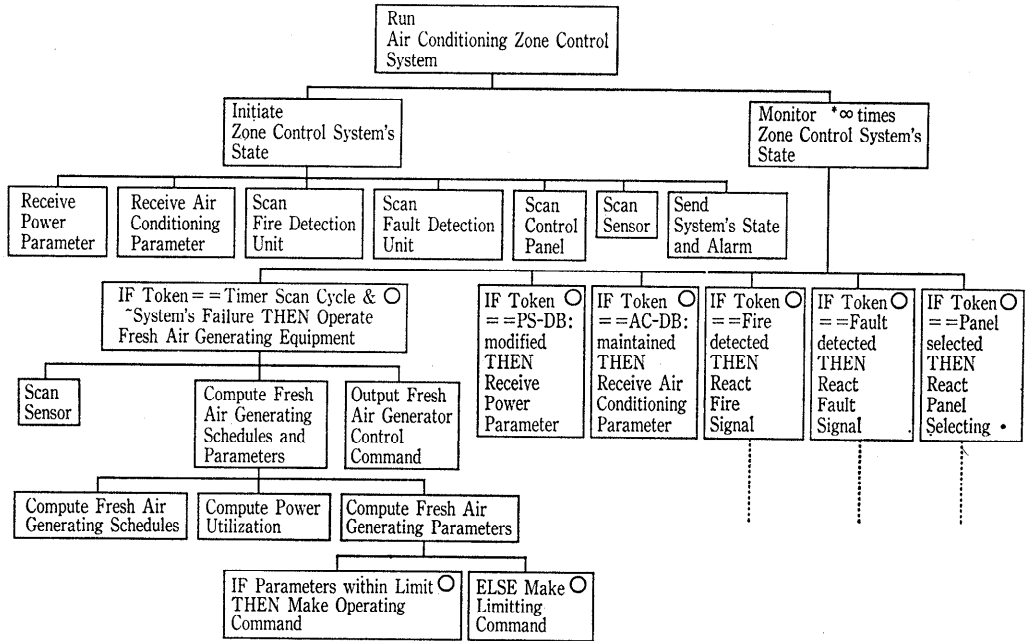 Run
Air Conditioning Zone Control
System
Initiate
Zone Control System's
State
Monitor *∞ times
Zone Control System's
State
Receive
Power
Parameter
Receive Air
Conditioning
Parameter
Scan
Fire Detection
Unit
Scan
Fault Detection
Unit
Scan
Control
Panel
Scan
Sensor
Send
System's State
and Alarm
IF Token==Timer Scan Cycle &
~System's Failure THEN Operate
Fresh Air Generating Equipment
IF Token
==PS-DB:
modified
THEN
Receive
Power
Parameter
IF Token
==AC-DB:
maintained
THEN
Receive Air
Conditioning
Parameter
IF Token
==Fire
detected
THEN
React
Fire
Signal
IF Token
==Fault
detected
THEN
React
Fault
Signal
IF Token
==Panel
selected
THEN
React
Panel
Selecting
Scan
Sensor
Compute Fresh
Air Generating
Schedules and
Parameters
Output Fresh
Air Generator
Control
Command
Compute Fresh Air
Generating Schedules
Compute Power
Utilization
Compute Fresh Air
Generating Parameters
IF Parameters within Limit
THEN Make Operating
Command
ELSE Make
Limitting
Command